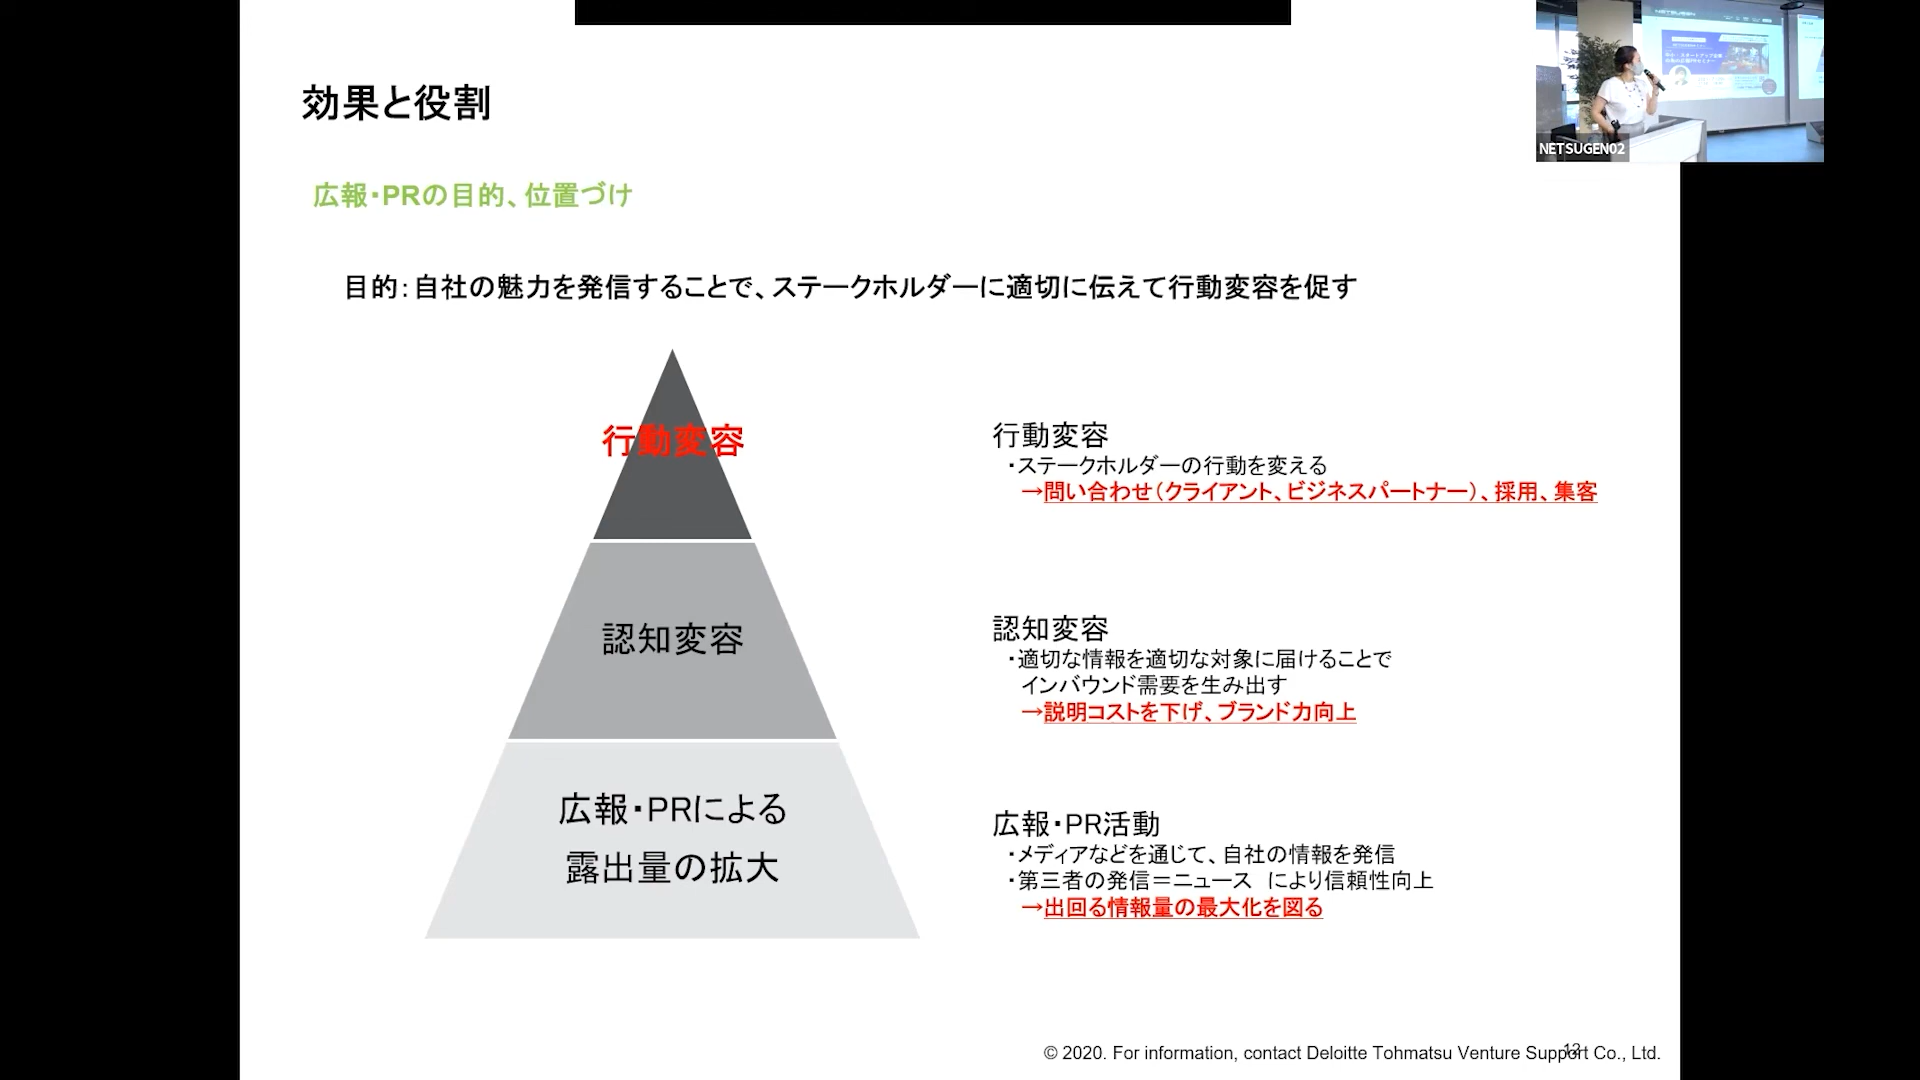 効果と役割
NETSUGEN02
広報・PRの目的、位置づけ
目的：自社の魅力を発信することで、ステークホルダーに適切に伝えて行動変容を促す
行動変容
認知変容
広報・PRによる
露出量の拡大
行動変容
・ステークホルダーの行動を変える
→問い合わせ（クライアント、ビジネスパートナー）、採用、集客
認知変容
・適切な情報を適切な対象に届けることで
インバウンド需要を生み出す
→説明コストを下げ、ブランド力向上
広報・PR活動
・メディアなどを通じて、自社の情報を発信
・第三者の発信＝ニュース　により信頼性向上
→出回る情報量の最大化を図る
© 2020. For information, contact Deloitte Tohmatsu Venture Support Co., Ltd.
12